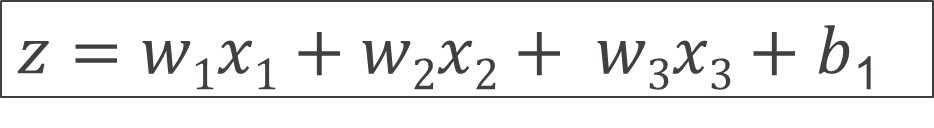 z = w₁x₁ + w₂x₂ + w₃x₃ + b₁